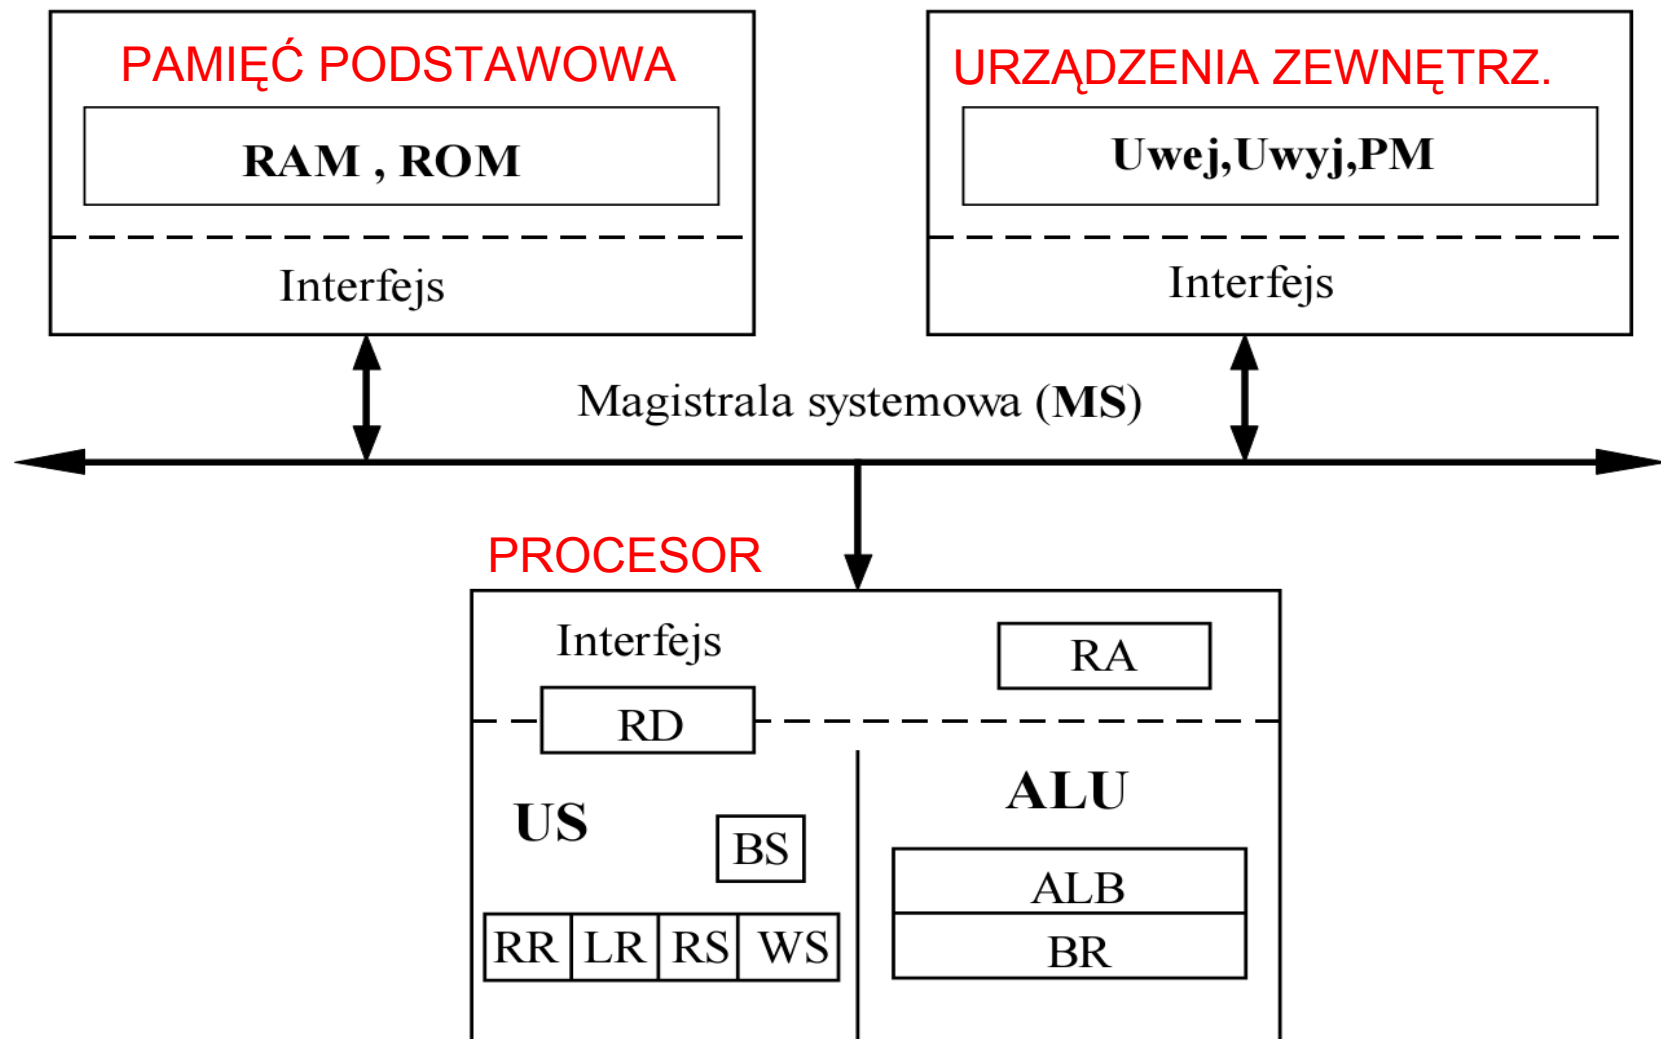 PAMIĘĆ PODSTAWOWA
RAM , ROM
Interfejs
URZĄDZENIA ZEWNĘTRZ.
Uwej,Uwyj,PM
Interfejs
Magistrala systemowa (MS)
PROCESOR
Interfejs
RA
RD
US
BS
RR LR RS WS
ALU
ALB
BR